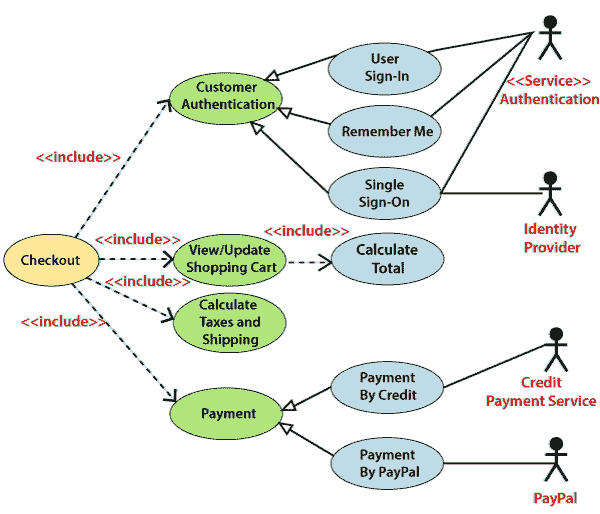 User
Sign-In
<<Service>>
Authentication
Customer
Authentication
Remember Me
<<include>>
Single
Sign-On
Identity
Provider
Checkout
<<include>>
View/Update
Shopping Cart
<<include>>
Calculate
Total
<<include>>
Calculate
Taxes and
Shipping
<<include>>
Payment
By Credit
Credit
Payment Service
Payment
Payment
By PayPal
PayPal